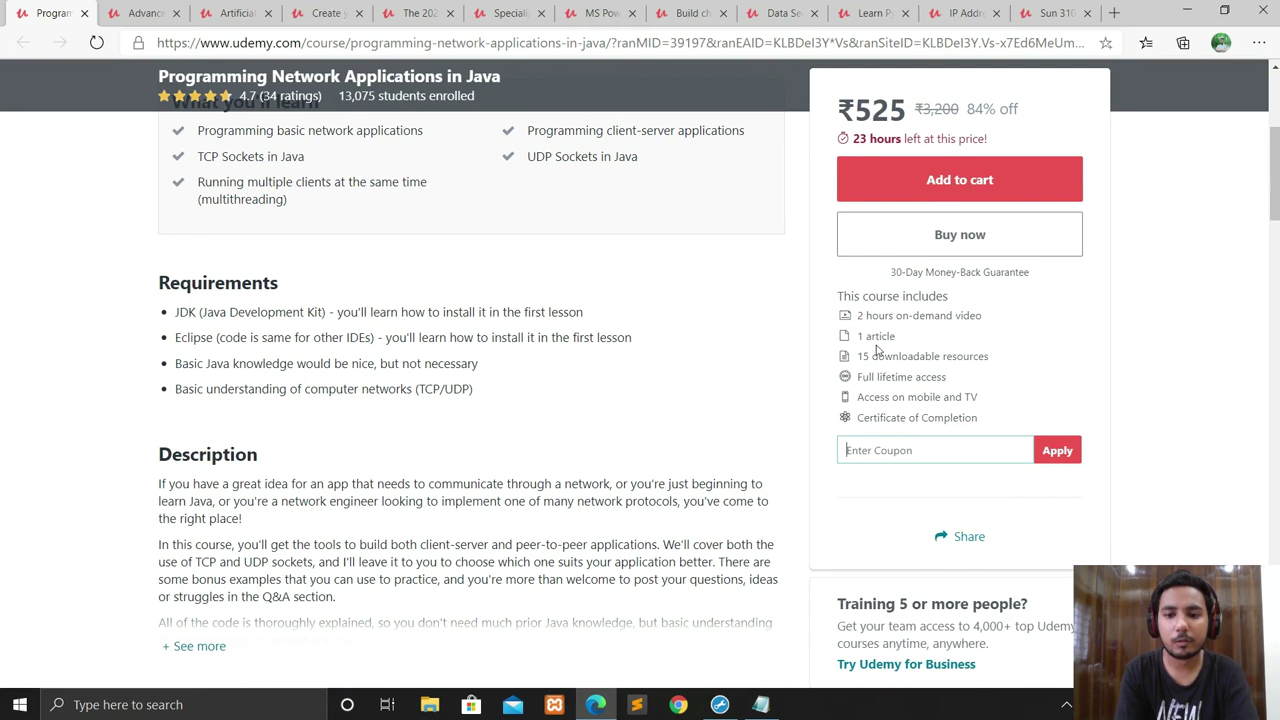 Program
Advance
Artificial
Create y
The 202
Speciali
MS Pow
Build ch
Data Se
Learn Py
IP Addre
Sun 310
https://www.udemy.com/course/programming-network-applications-in-java/?ranMID=39197&ranEAID=KLBDeI3Y*Vs&ranSiteID=KLBDeI3Y.Vs-x7Ed6MeUm...
Programming Network Applications in Java
4.7 (34 ratings) 13,075 students enrolled
What you'll learn
Programming basic network applications
Programming client-server applications
TCP Sockets in Java
UDP Sockets in Java
Running multiple clients at the same time
(multithreading)
Requirements
JDK (Java Development Kit) - you'll learn how to install it in the first lesson
Eclipse (code is same for other IDEs) - you'll learn how to install it in the first lesson
Basic Java knowledge would be nice, but not necessary
Basic understanding of computer networks (TCP/UDP)
Description
If you have a great idea for an app that needs to communicate through a network, or you're just beginning to
learn Java, or you're a network engineer looking to implement one of many network protocols, you've come to
the right place!
In this course, you'll get the tools to build both client-server and peer-to-peer applications. We'll cover both the
use of TCP and UDP sockets, and I'll leave it to you to choose which one suits your application better. There are
some bonus examples that you can use to practice, and you're more than welcome to post your questions, ideas
or struggles in the Q&A section.
All of the code is thoroughly explained, so you don't need much prior Java knowledge, but basic understanding
+ See more
₹525 ₹3,200 84% off
23 hours left at this price!
Add to cart
Buy now
30-Day Money-Back Guarantee
This course includes
2 hours on-demand video
1 article
15 downloadable resources
Full lifetime access
Access on mobile and TV
Certificate of Completion
Enter Coupon
Apply
Share
Training 5 or more people?
Get your team access to 4,000+ top Udemy
courses anytime, anywhere.
Try Udemy for Business
NEW
Type here to search